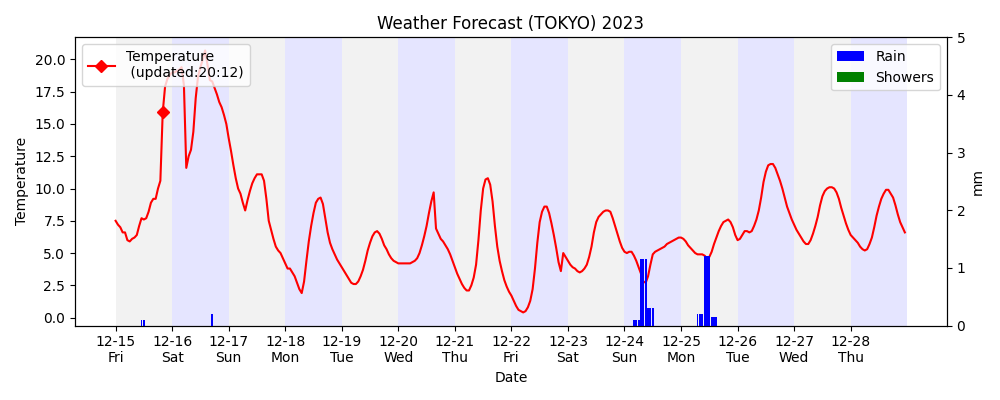 Weather Forecast (TOKYO) 2023
Temperature
(updated:20:12)
Rain
Showers
20.0
17.5
15.0
12.5
10.0
7.5
5.0
2.5
0.0
Temperature
5
4
3
2
1
0
mm
12-15 12-16 12-17 12-18 12-19 12-20 12-21 12-22 12-23 12-24 12-25 12-26 12-27 12-28
Fri Sat Sun Mon Tue Wed Thu Fri Sat Sun Mon Tue Wed Thu
Date